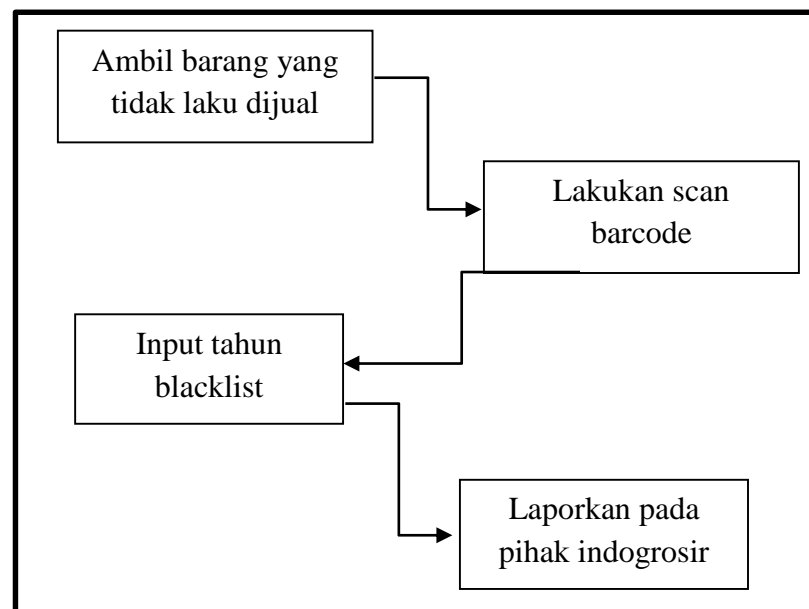 Ambil barang yang
tidak laku dijual
Lakukan scan
barcode
Input tahun
blacklist
Laporkan pada
pihak indogrosir